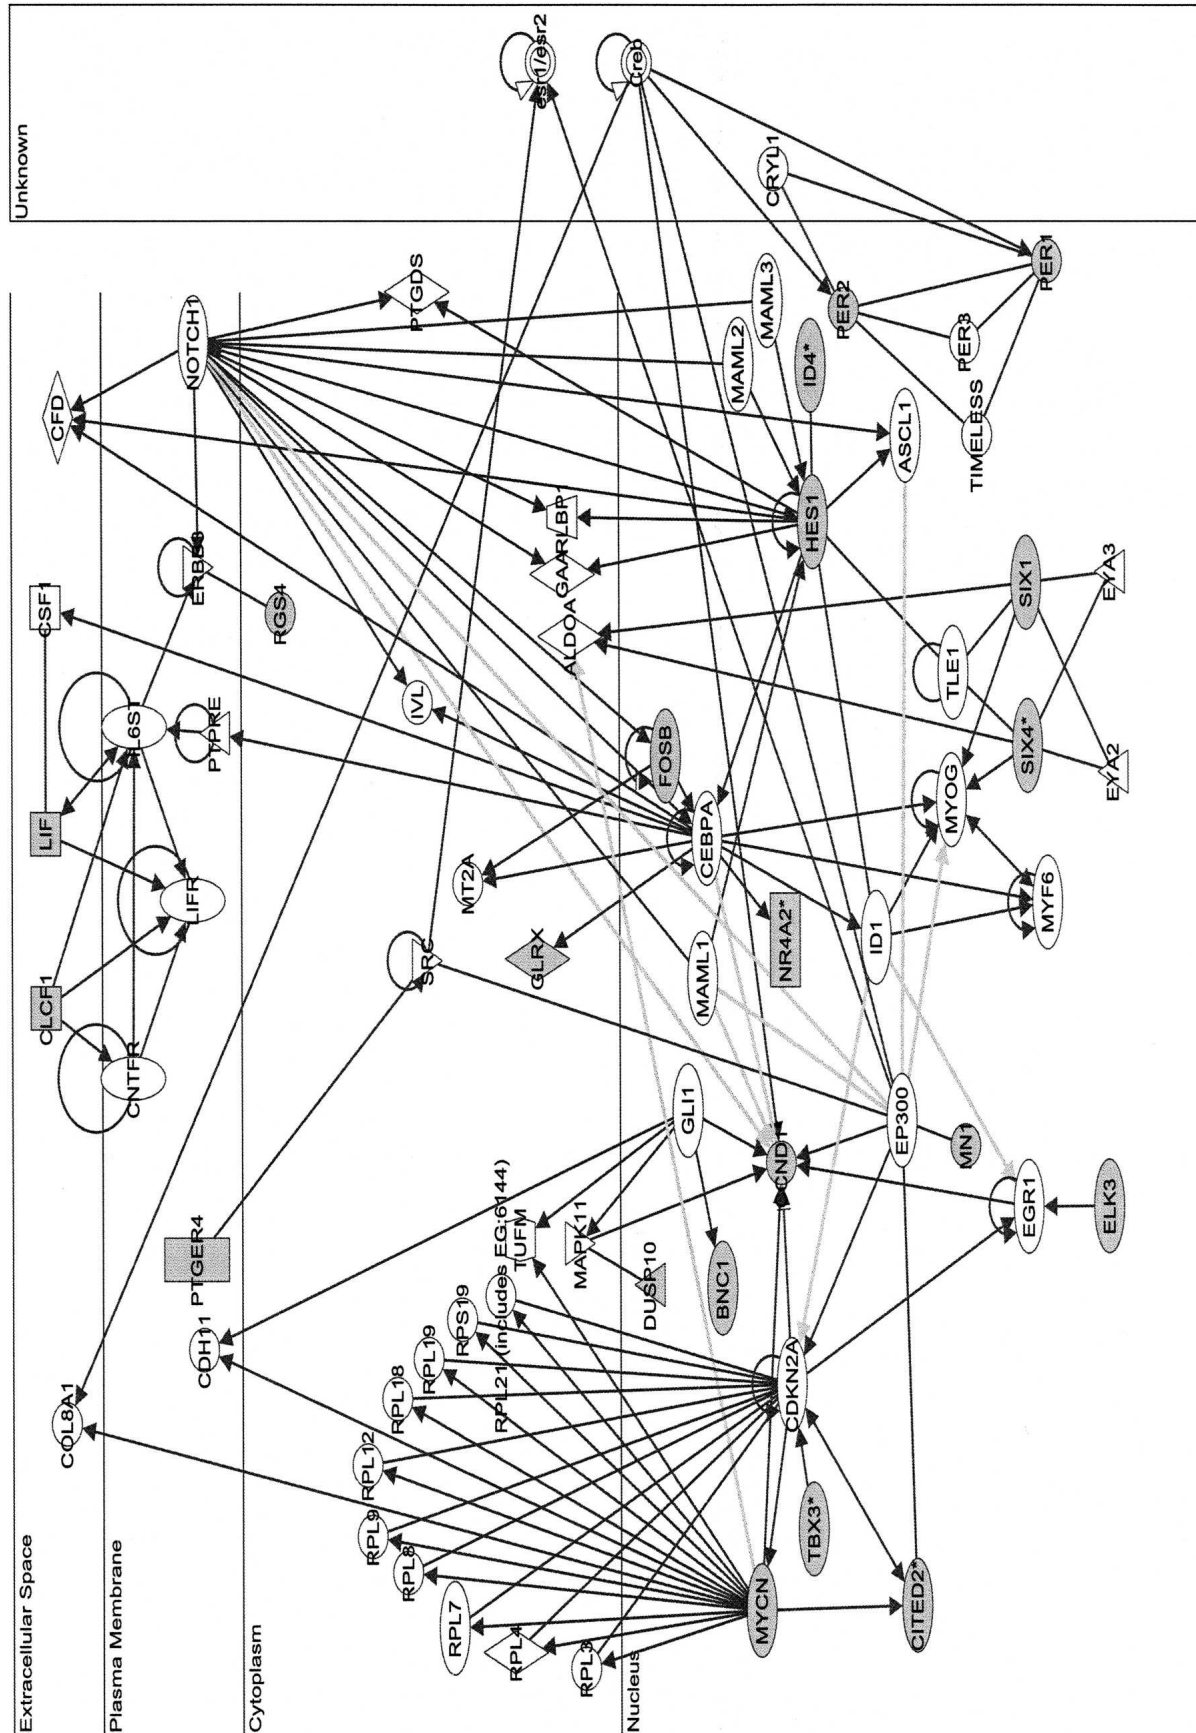 Extracellular Space
COL8A1
CLCF1
LIF
CSF1
CFD
Unknown
Plasma Membrane
PTGER4
CDH11
CNTFR
LIFR
IL6ST
PTPRE
ERBB3
NOTCH1
Cytoplasm
RGS4
RPL12
RPL9
RPL8
RPL18
RPL19
RPS19
RPL7
RPL4
RPL3
RPL21 (includes EG:6144)
TUFM
MAPK11
DUSP10
SRC
MT2A
GLRX
IVL
ALDOA
GAA
RLBP1
PTGDS
esr1/esr2
Creb
Nucleus
GLI1
MAML1
CEBPA
FOSB
BNC1
MYCN
CDKN2A
TBX3*
NR4A2*
HES1
ID4*
MAML2
MAML3
CRYL1
CITED2*
EP300
ID1
ASCL1
PER2
MN1
MYF6
MYOG
TLE1
TIMELESS
PER3
PER1
EGR1
ELK3
SIX4*
SIX1
EYA2
EYA3